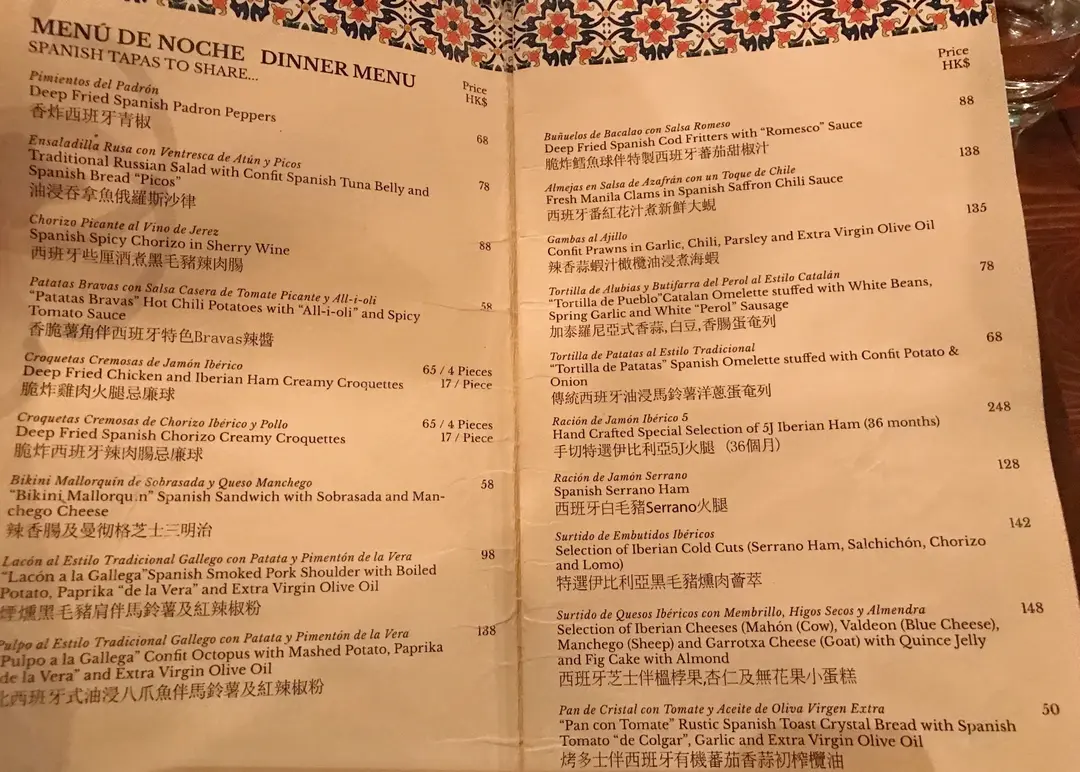 MENÚ DE NOCHE DINNER MENU
SPANISH TAPAS TO SHARE...
Price
HK$
Pimientos del Padrón
Deep Fried Spanish Padron Peppers
68
香炸西班牙青椒
Ensaladilla Rusa con Ventresca de Atún y Picos
Traditional Russian Salad with Confit Spanish Tuna Belly and
Spanish Bread “Picos”
78
油浸吞拿魚俄羅斯沙律
Chorizo Picante al Vino de Jerez
Spanish Spicy Chorizo in Sherry Wine
88
西班牙些厘酒煮黑毛豬辣肉腸
Patatas Bravas con Salsa Casera de Tomate Picante y All-i-oli
“Patatas Bravas” Hot Chili Potatoes with “All-i-oli” and Spicy
58
Tomato Sauce
香脆薯角伴西班牙特色Bravas辣醬
Croquetas Cremosas de Jamón Ibérico
65 / 4 Pieces
Deep Fried Chicken and Iberian Ham Creamy Croquettes
17 / Piece
脆炸雞肉火腿忌廉球
Croquetas Cremosas de Chorizo Ibérico y Pollo
65 / 4 Pieces
Deep Fried Spanish Chorizo Creamy Croquettes
17 / Piece
脆炸西班牙辣肉腸忌廉球
Bikini Mallorquín de Sobrasada y Queso Manchego
58
“Bikini Mallorqu.n” Spanish Sandwich with Sobrasada and Man-
chego Cheese
辣香腸及曼彻格芝士三明治
Lacón al Estilo Tradicional Gallego con Patata y Pimentón de la Vera
98
“Lacón a la Gallega”Spanish Smoked Pork Shoulder with Boiled
Potato, Paprika “de la Vera” and Extra Virgin Olive Oil
煙燻黑毛豬肩伴馬鈴薯及紅辣椒粉
Pulpo al Estilo Tradicional Gallego con Patata y Pimentón de la Vera
138
“Pulpo a la Gallega” Confit Octopus with Mashed Potato, Paprika
“de la Vera” and Extra Virgin Olive Oil
北西班牙式油浸八爪魚伴馬鈴薯及紅辣椒粉
Price
HK$
88
Buñuelos de Bacalao con Salsa Romeso
Deep Fried Spanish Cod Fritters with “Romesco” Sauce
脆炸鱈魚球伴特製西班牙蕃茄甜椒汁
138
Almejas en Salsa de Azafrán con un Toque de Chile
Fresh Manila Clams in Spanish Saffron Chili Sauce
西班牙番紅花汁煮新鮮大蜆
135
Gambas al Ajillo
Confit Prawns in Garlic, Chili, Parsley and Extra Virgin Olive Oil
辣香蒜蝦汁橄欖油浸煮海蝦
78
Tortilla de Alubias y Butifarra del Perol al Estilo Catalán
“Tortilla de Pueblo”Catalan Omelette stuffed with White Beans,
Spring Garlic and White “Perol” Sausage
加泰羅尼亞式香蒜,白豆,香腸蛋奄列
68
Tortilla de Patatas al Estilo Tradicional
“Tortilla de Patatas” Spanish Omelette stuffed with Confit Potato &
Onion
傳統西班牙油浸馬鈴薯洋蔥蛋奄列
248
Ración de Jamón Ibérico 5
Hand Crafted Special Selection of 5J Iberian Ham (36 months)
手切特選伊比利亞5J火腿 (36個月)
128
Ración de Jamón Serrano
Spanish Serrano Ham
西班牙白毛豬Serrano火腿
142
Surtido de Embutidos Ibéricos
Selection of Iberian Cold Cuts (Serrano Ham, Salchichón, Chorizo
and Lomo)
特選伊比利亞黑毛豬燻肉薈萃
148
Surtido de Quesos Ibéricos con Membrillo, Higos Secos y Almendra
Selection of Iberian Cheeses (Mahón (Cow), Valdeon (Blue Cheese),
Manchego (Sheep) and Garrotxa Cheese (Goat) with Quince Jelly
and Fig Cake with Almond
西班牙芝士伴榲桲果,杏仁及無花果小蛋糕
50
Pan de Cristal con Tomate y Aceite de Oliva Virgen Extra
“Pan con Tomate” Rustic Spanish Toast Crystal Bread with Spanish
Tomato “de Colgar”, Garlic and Extra Virgin Olive Oil
烤多士伴西班牙有機蕃茄香蒜初榨欖油